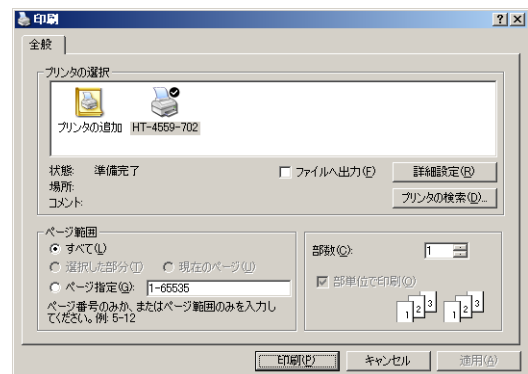 印刷
全般
プリンタの選択
プリンタの追加
HT-4559-702
状態: 準備完了
場所:
コメント:
ファイルへ出力(F)
詳細設定(R)
プリンタの検索(D)...
ページ範囲
すべて(L)
選択した部分(T)
現在のページ(U)
ページ指定(G): 1-65535
ページ番号のみか、またはページ範囲のみを入力し
てください。例: 5-12
部数(C): 1
部単位で印刷(O)
1 2 3 1 2 3
印刷(P)
キャンセル
適用(A)